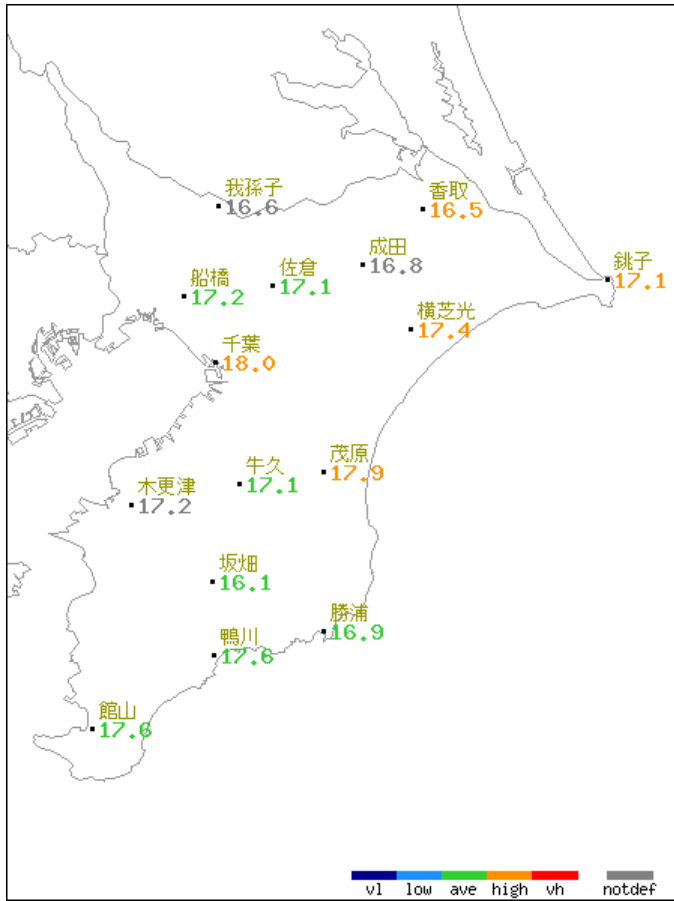 我孫子
16.6
香取
16.5
成田
16.8
銚子
17.1
佐倉
17.1
船橋
17.2
横芝光
17.4
千葉
18.0
茂原
17.9
牛久
17.1
木更津
17.2
坂畑
16.1
勝浦
16.9
鴨川
17.6
館山
17.6
vl low ave high vh notdef